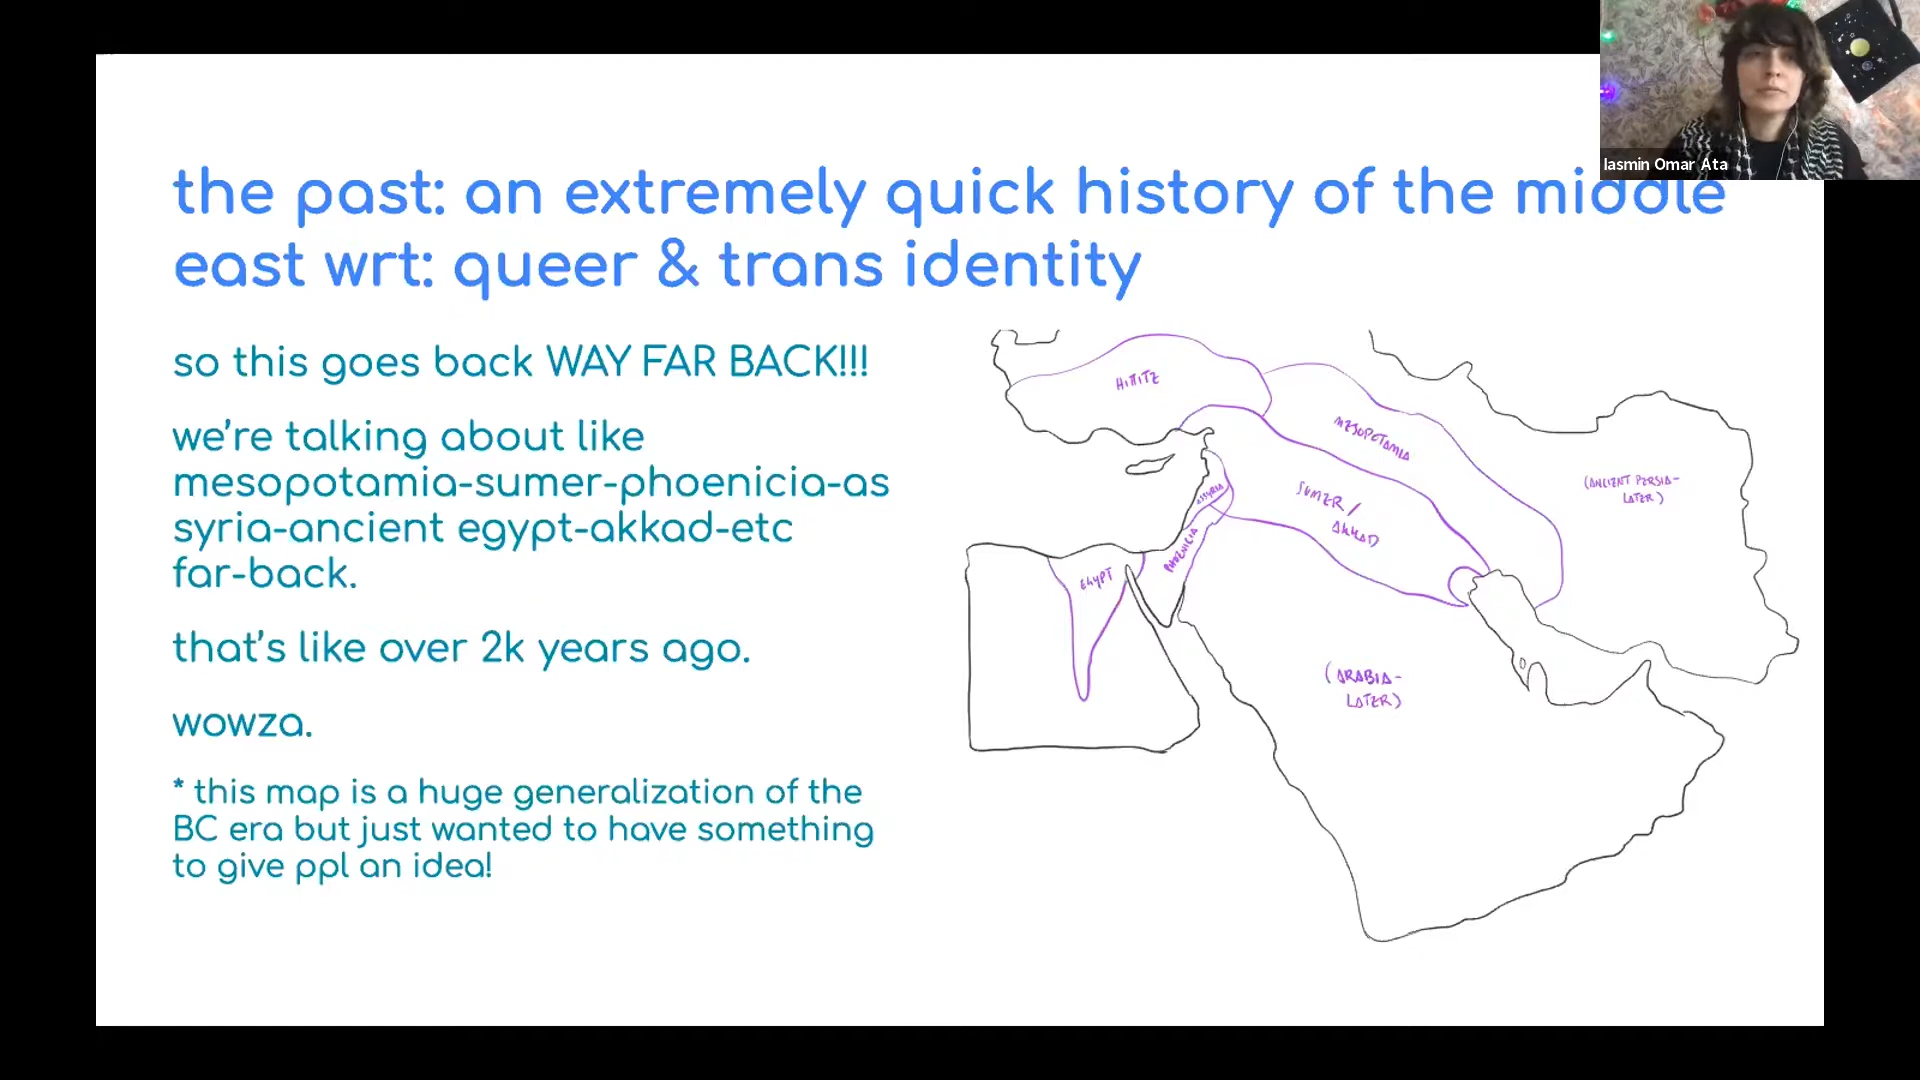 Iasmin Omar Ata
the past: an extremely quick history of the middle
east wrt: queer & trans identity
so this goes back WAY FAR BACK!!!
we're talking about like
mesopotamia-sumer-phoenicia-as
syria-ancient egypt-akkad-etc
far-back.
that's like over 2k years ago.
wowza.
* this map is a huge generalization of the
BC era but just wanted to have something
to give ppl an idea!
HITTITE
MESOPOTAMIA
(ANCIENT PERSIA-
LATER)
ASSYRIA
SUMER/
AKKAD
PHOENICIA
EGYPT
(ARABIA-
LATER)